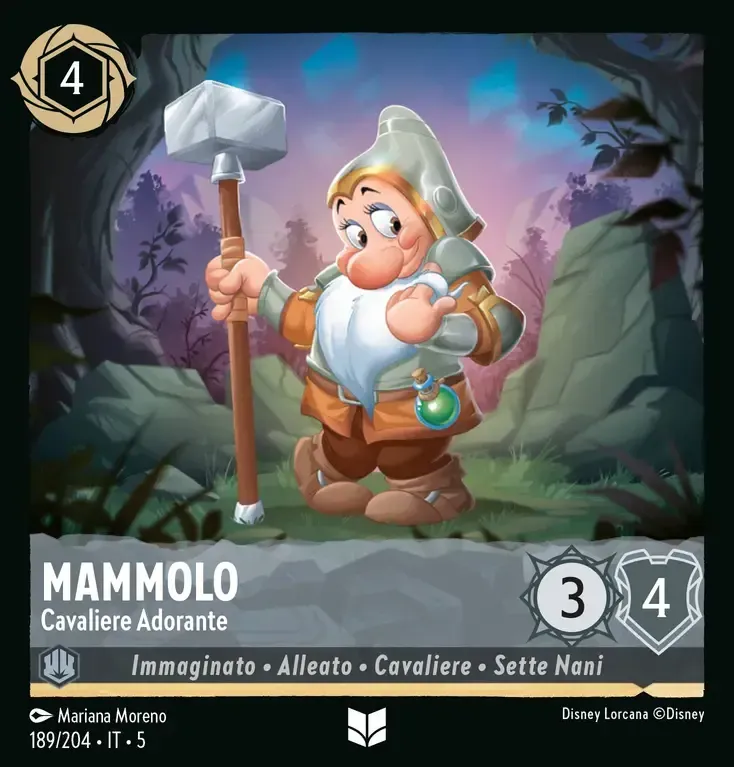 4
MAMMOLO
Cavaliere Adorante
3
4
Immaginato • Alleato • Cavaliere • Sette Nani
Mariana Moreno
Disney Lorcana ©Disney
189/204 • IT • 5